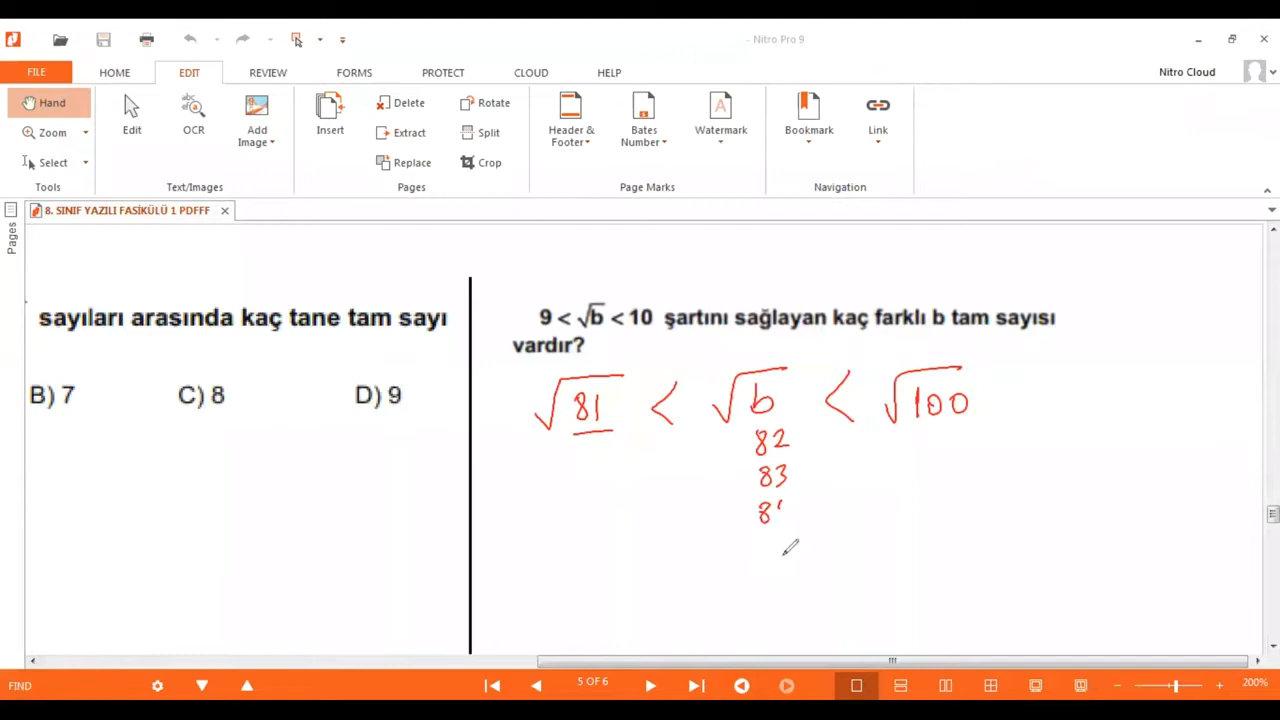 - Nitro Pro 9
FILE
HOME
EDIT
REVIEW
FORMS
PROTECT
CLOUD
HELP
Nitro Cloud
Hand
Zoom
Select
Tools
Edit
OCR
Add
Image
Text/Images
Insert
Delete
Extract
Replace
Rotate
Split
Crop
Pages
Header &
Footer
Bates
Number
Watermark
Page Marks
Bookmark
Link
Navigation
8. SINIF YAZILI FASİKÜLÜ 1 PDFFF
Pages
sayıları arasında kaç tane tam sayı
B) 7 C) 8 D) 9
9 < √b < 10 şartını sağlayan kaç farklı b tam sayısı
vardır?
√81 < √b < √100
82
83
FIND
5 OF 6
200%